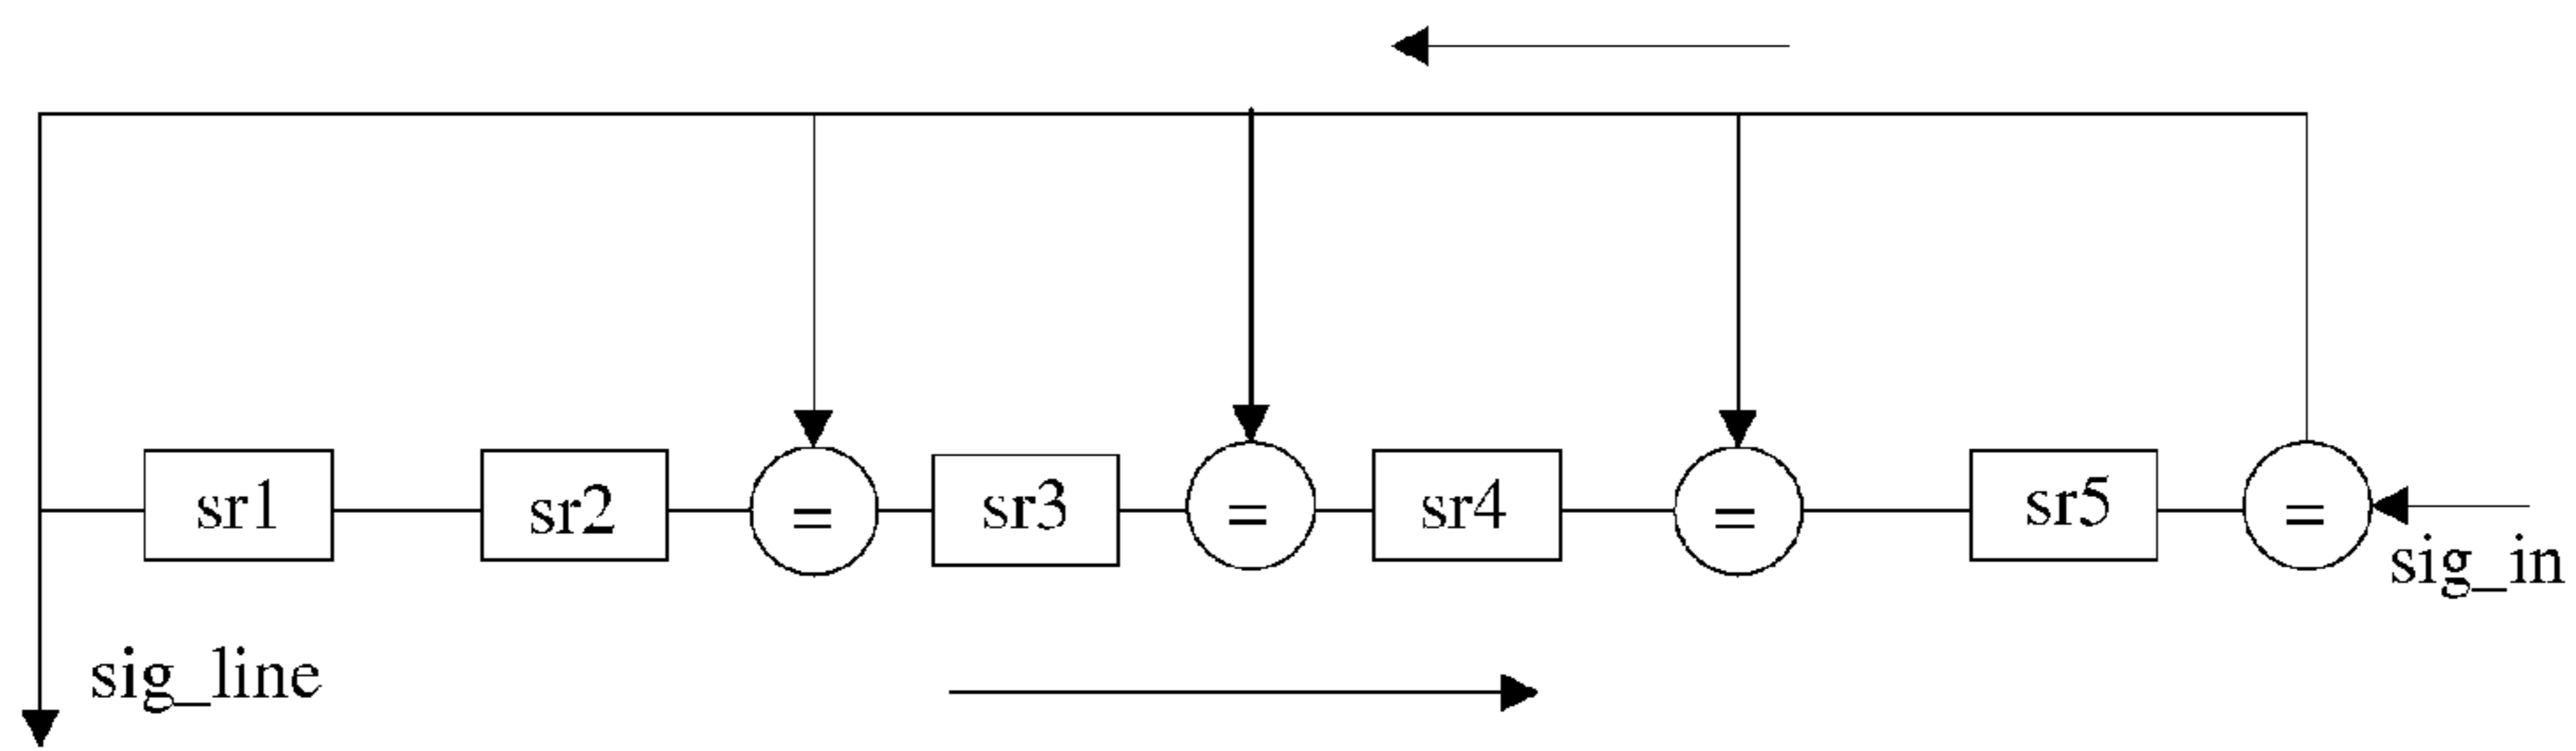 sr1
sr2
=
sr3
=
sr4
=
sr5
=
sig_in
sig_line